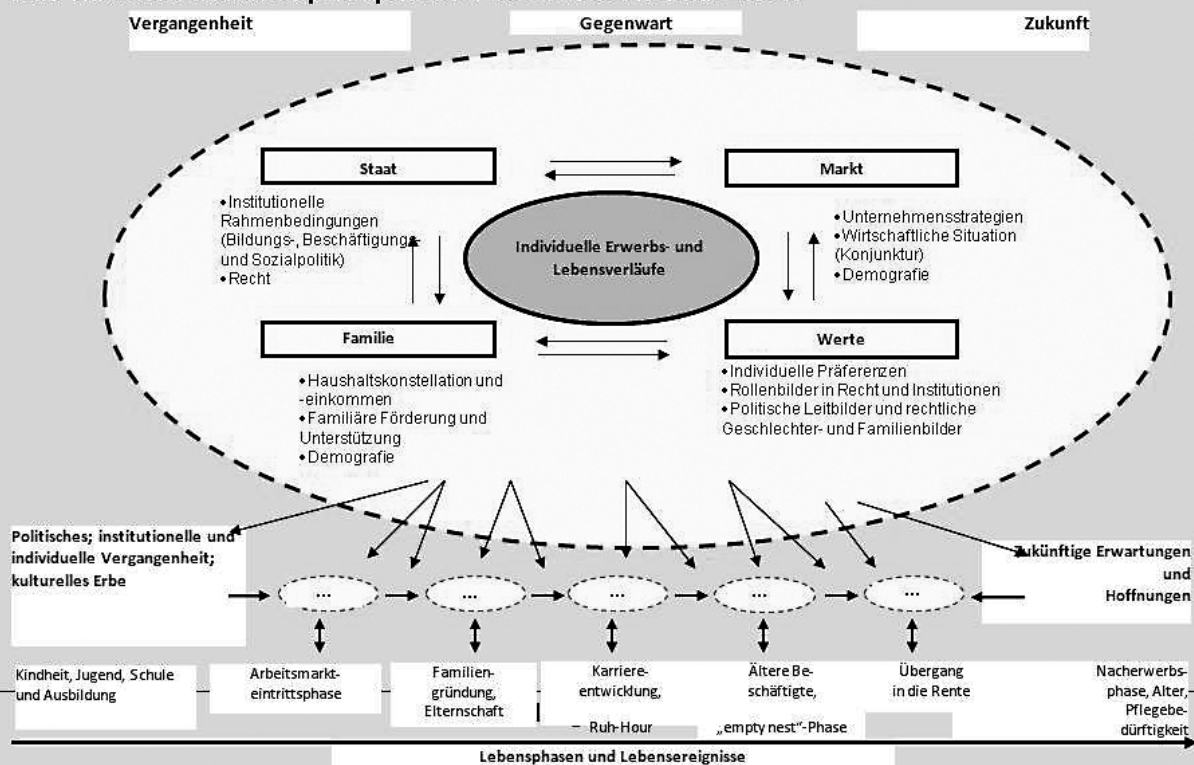 Vergangenheit
Gegenwart
Zukunft
Staat
Markt
•Institutionelle
Rahmenbedingungen
(Bildungs-, Beschäftigungs-
und Sozialpolitik)
•Recht
Individuelle Erwerbs- und
Lebensverläufe
•Unternehmensstrategien
•Wirtschaftliche Situation
(Konjunktur)
•Demografie
Familie
Werte
•Haushaltskonstellation und
-einkommen
•Familiäre Förderung und
Unterstützung
•Demografie
•Individuelle Präferenzen
•Rollenbilder in Recht und Institutionen
•Politische Leitbilder und rechtliche
Geschlechter- und Familienbilder
Politisches; institutionelle und
individuelle Vergangenheit;
kulturelles Erbe
Zukünftige Erwartungen
und
Hoffnungen
...
...
...
...
...
Kindheit, Jugend, Schule
und Ausbildung
Arbeitsmarkt-
eintrittsphase
Familien-
gründung,
Elternschaft
Karriere-
entwicklung,
– Ruh-Hour
Ältere Be-
schäftigte,
„empty nest“-Phase
Übergang
in die Rente
Nacherwerbs-
phase, Alter,
Pflegebe-
dürftigkeit
Lebensphasen und Lebensereignisse